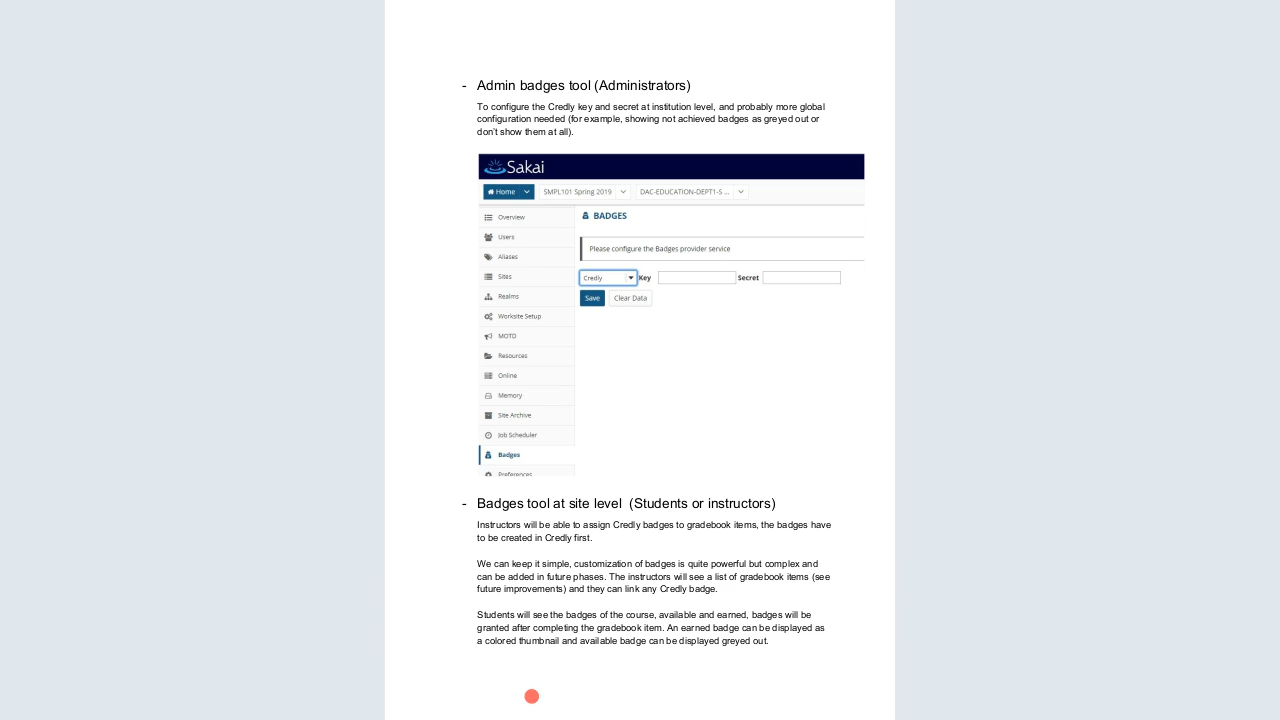 - Admin badges tool (Administrators)
To configure the Credly key and secret at institution level, and probably more global
configuration needed (for example, showing not achieved badges as greyed out or
don't show them at all).
Sakai
Home SMPL101 Spring 2019 DAC-EDUCATION-DEPT1-S ...
Overview
BADGES
Users
Please configure the Badges provider service
Aliases
Sites
Credly Key Secret
Realms
Save Clear Data
Worksite Setup
MOTD
Resources
Online
Memory
Site Archive
Job Scheduler
Badges
Preferences
- Badges tool at site level (Students or instructors)
Instructors will be able to assign Credly badges to gradebook items, the badges have
to be created in Credly first.
We can keep it simple, customization of badges is quite powerful but complex and
can be added in future phases. The instructors will see a list of gradebook items (see
future improvements) and they can link any Credly badge.
Students will see the badges of the course, available and earned, badges will be
granted after completing the gradebook item. An earned badge can be displayed as
a colored thumbnail and available badge can be displayed greyed out.